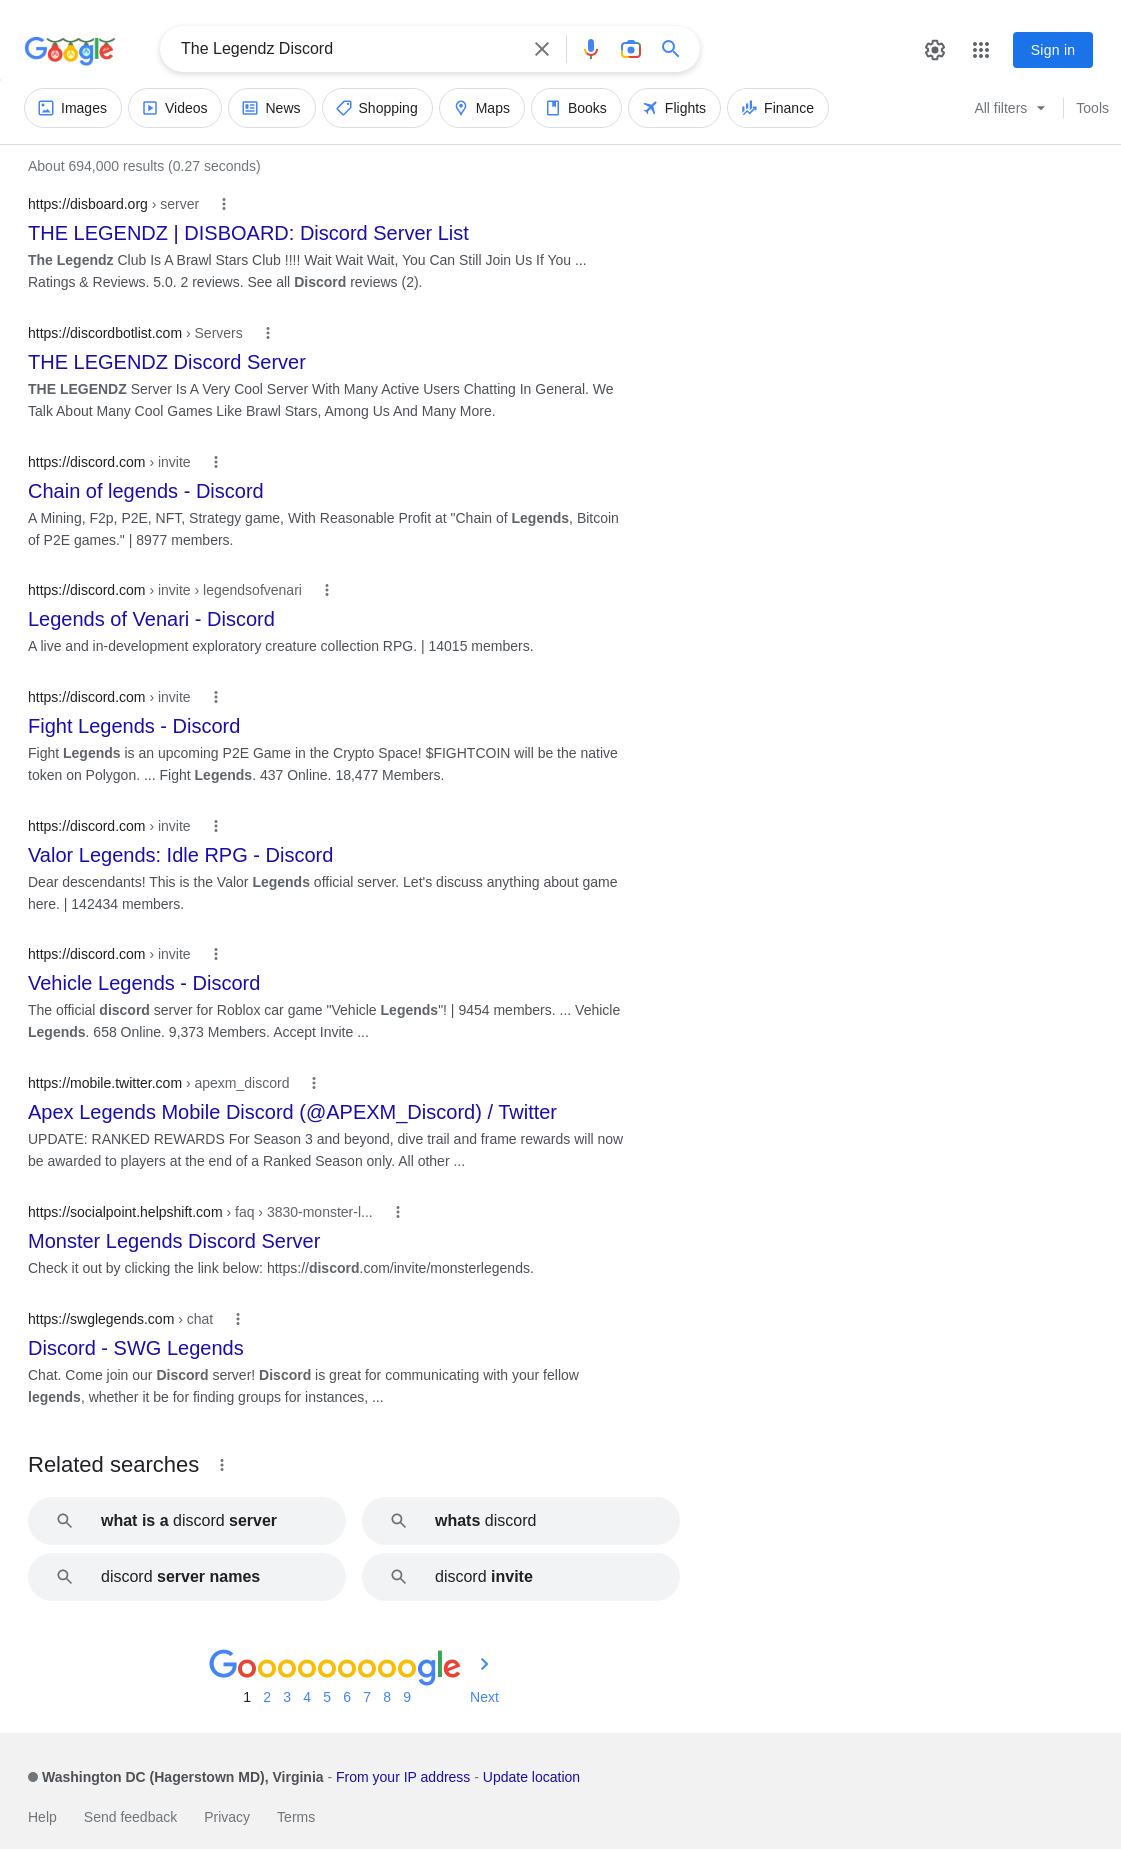 Google
The Legendz Discord
Sign in
Images Videos News Shopping Maps Books Flights Finance All filters Tools
About 694,000 results (0.27 seconds)
https://disboard.org › server
THE LEGENDZ | DISBOARD: Discord Server List
The Legendz Club Is A Brawl Stars Club !!!! Wait Wait Wait, You Can Still Join Us If You ...
Ratings & Reviews. 5.0. 2 reviews. See all Discord reviews (2).
https://discordbotlist.com › Servers
THE LEGENDZ Discord Server
THE LEGENDZ Server Is A Very Cool Server With Many Active Users Chatting In General. We
Talk About Many Cool Games Like Brawl Stars, Among Us And Many More.
https://discord.com › invite
Chain of legends - Discord
A Mining, F2p, P2E, NFT, Strategy game, With Reasonable Profit at "Chain of Legends, Bitcoin
of P2E games." | 8977 members.
https://discord.com › invite › legendsofvenari
Legends of Venari - Discord
A live and in-development exploratory creature collection RPG. | 14015 members.
https://discord.com › invite
Fight Legends - Discord
Fight Legends is an upcoming P2E Game in the Crypto Space! $FIGHTCOIN will be the native
token on Polygon. ... Fight Legends. 437 Online. 18,477 Members.
https://discord.com › invite
Valor Legends: Idle RPG - Discord
Dear descendants! This is the Valor Legends official server. Let's discuss anything about game
here. | 142434 members.
https://discord.com › invite
Vehicle Legends - Discord
The official discord server for Roblox car game "Vehicle Legends"! | 9454 members. ... Vehicle
Legends. 658 Online. 9,373 Members. Accept Invite ...
https://mobile.twitter.com › apexm_discord
Apex Legends Mobile Discord (@APEXM_Discord) / Twitter
UPDATE: RANKED REWARDS For Season 3 and beyond, dive trail and frame rewards will now
be awarded to players at the end of a Ranked Season only. All other ...
https://socialpoint.helpshift.com › faq › 3830-monster-l...
Monster Legends Discord Server
Check it out by clicking the link below: https://discord.com/invite/monsterlegends.
https://swglegends.com › chat
Discord - SWG Legends
Chat. Come join our Discord server! Discord is great for communicating with your fellow
legends, whether it be for finding groups for instances, ...
Related searches
what is a discord server
whats discord
discord server names
discord invite
Goooooooooogle
1 2 3 4 5 6 7 8 9 Next
Washington DC (Hagerstown MD), Virginia - From your IP address - Update location
Help Send feedback Privacy Terms